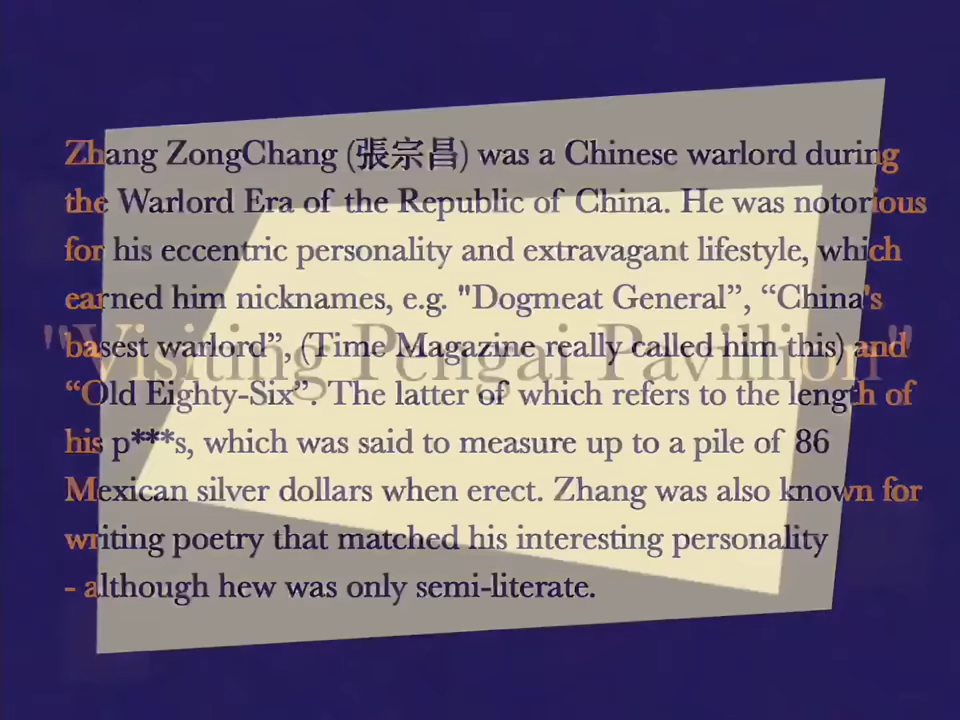 Zhang ZongChang (張宗昌) was a Chinese warlord during
the Warlord Era of the Republic of China. He was notorious
for his eccentric personality and extravagant lifestyle, which
earned him nicknames, e.g. "Dogmeat General”, “China's
basest warlord”, (Time Magazine really called him this) and
"Visiting Pengai Pavillion"
“Old Eighty-Six”. The latter of which refers to the length of
his p***s, which was said to measure up to a pile of 86
Mexican silver dollars when erect. Zhang was also known for
writing poetry that matched his interesting personality
- although hew was only semi-literate.